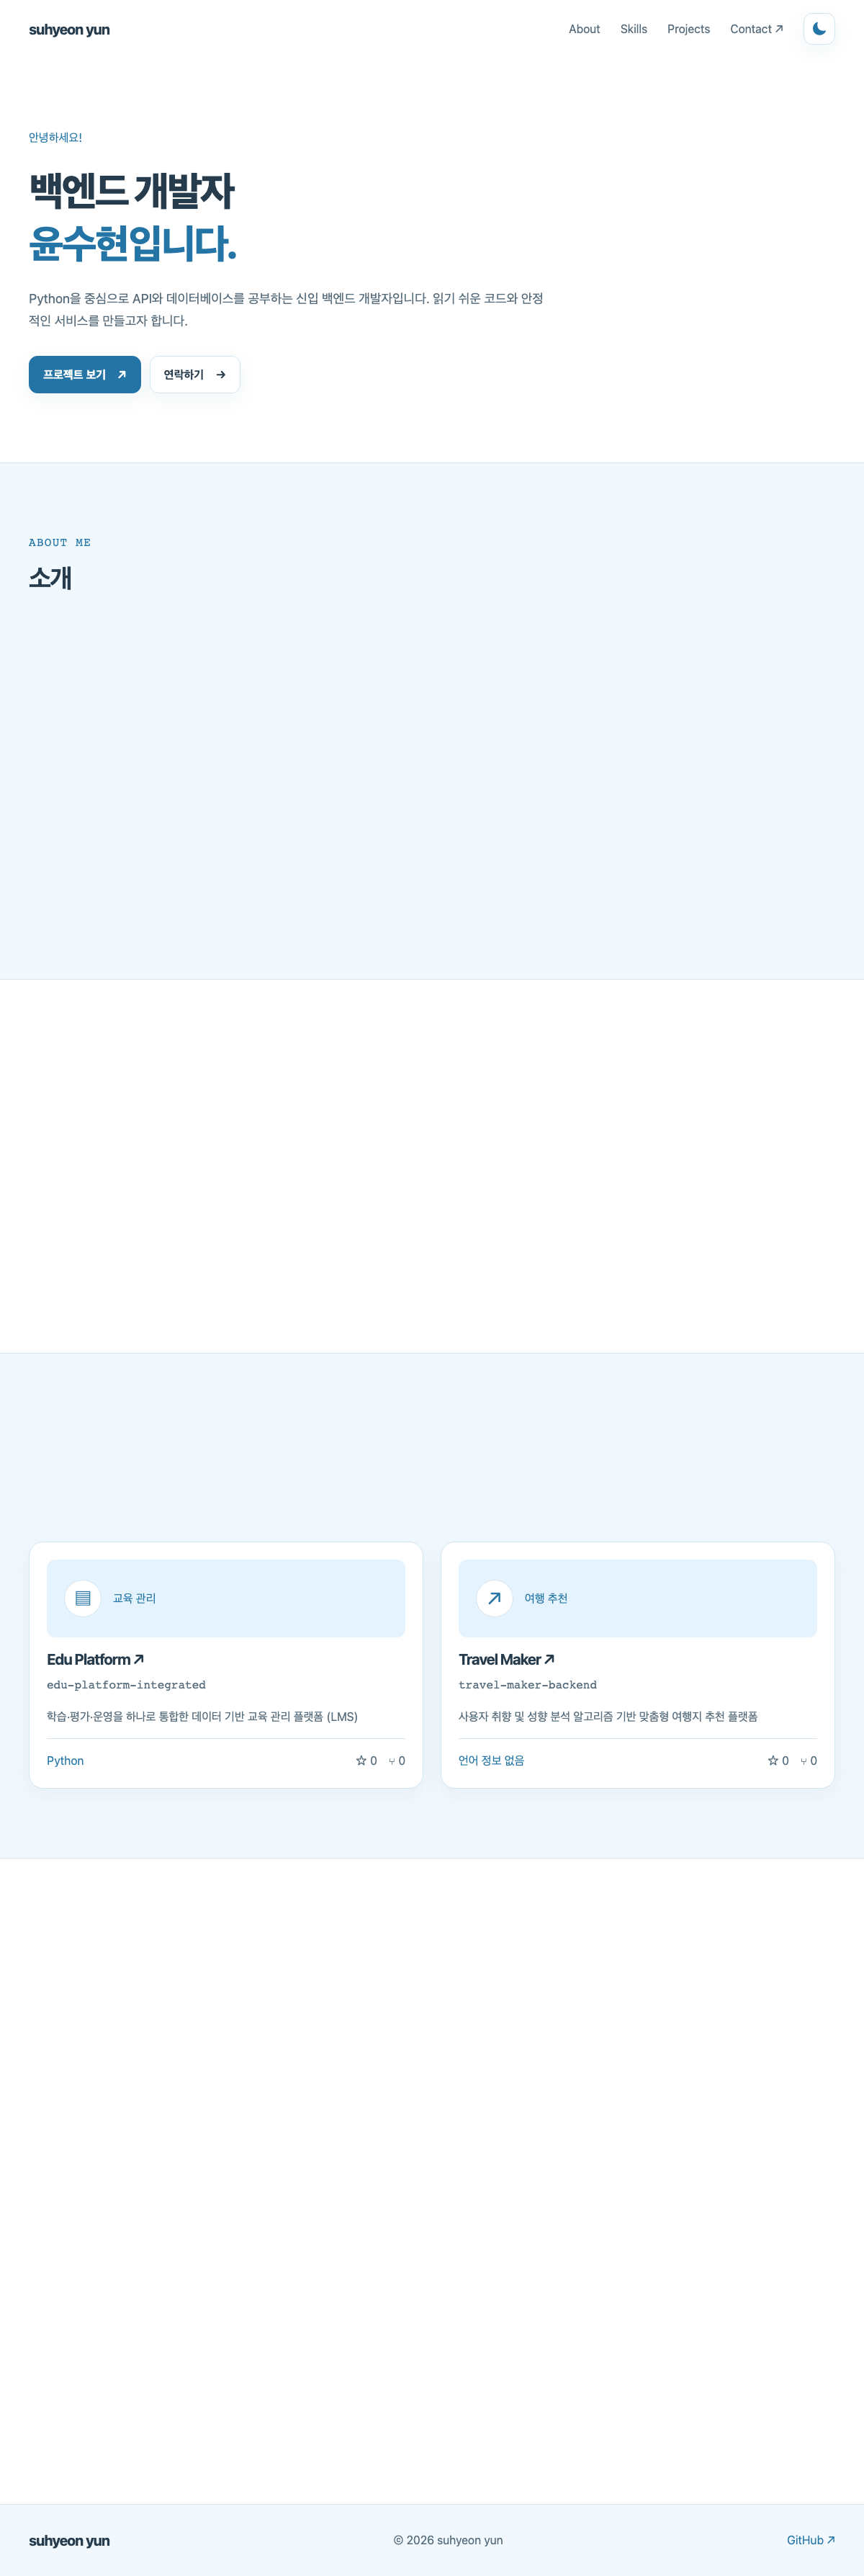 suhyeon yun
About Skills Projects Contact ↗
안녕하세요!
백엔드 개발자
윤수현입니다.
Python을 중심으로 API와 데이터베이스를 공부하는 신입 백엔드 개발자입니다. 읽기 쉬운 코드와 안정
적인 서비스를 만들고자 합니다.
프로젝트 보기 ↗ 연락하기 →
ABOUT ME
소개
교육 관리
Edu Platform ↗
edu-platform-integrated
학습·평가·운영을 하나로 통합한 데이터 기반 교육 관리 플랫폼 (LMS)
Python ☆ 0 ⑂ 0
↗ 여행 추천
Travel Maker ↗
travel-maker-backend
사용자 취향 및 성향 분석 알고리즘 기반 맞춤형 여행지 추천 플랫폼
언어 정보 없음 ☆ 0 ⑂ 0
suhyeon yun
© 2026 suhyeon yun
GitHub ↗